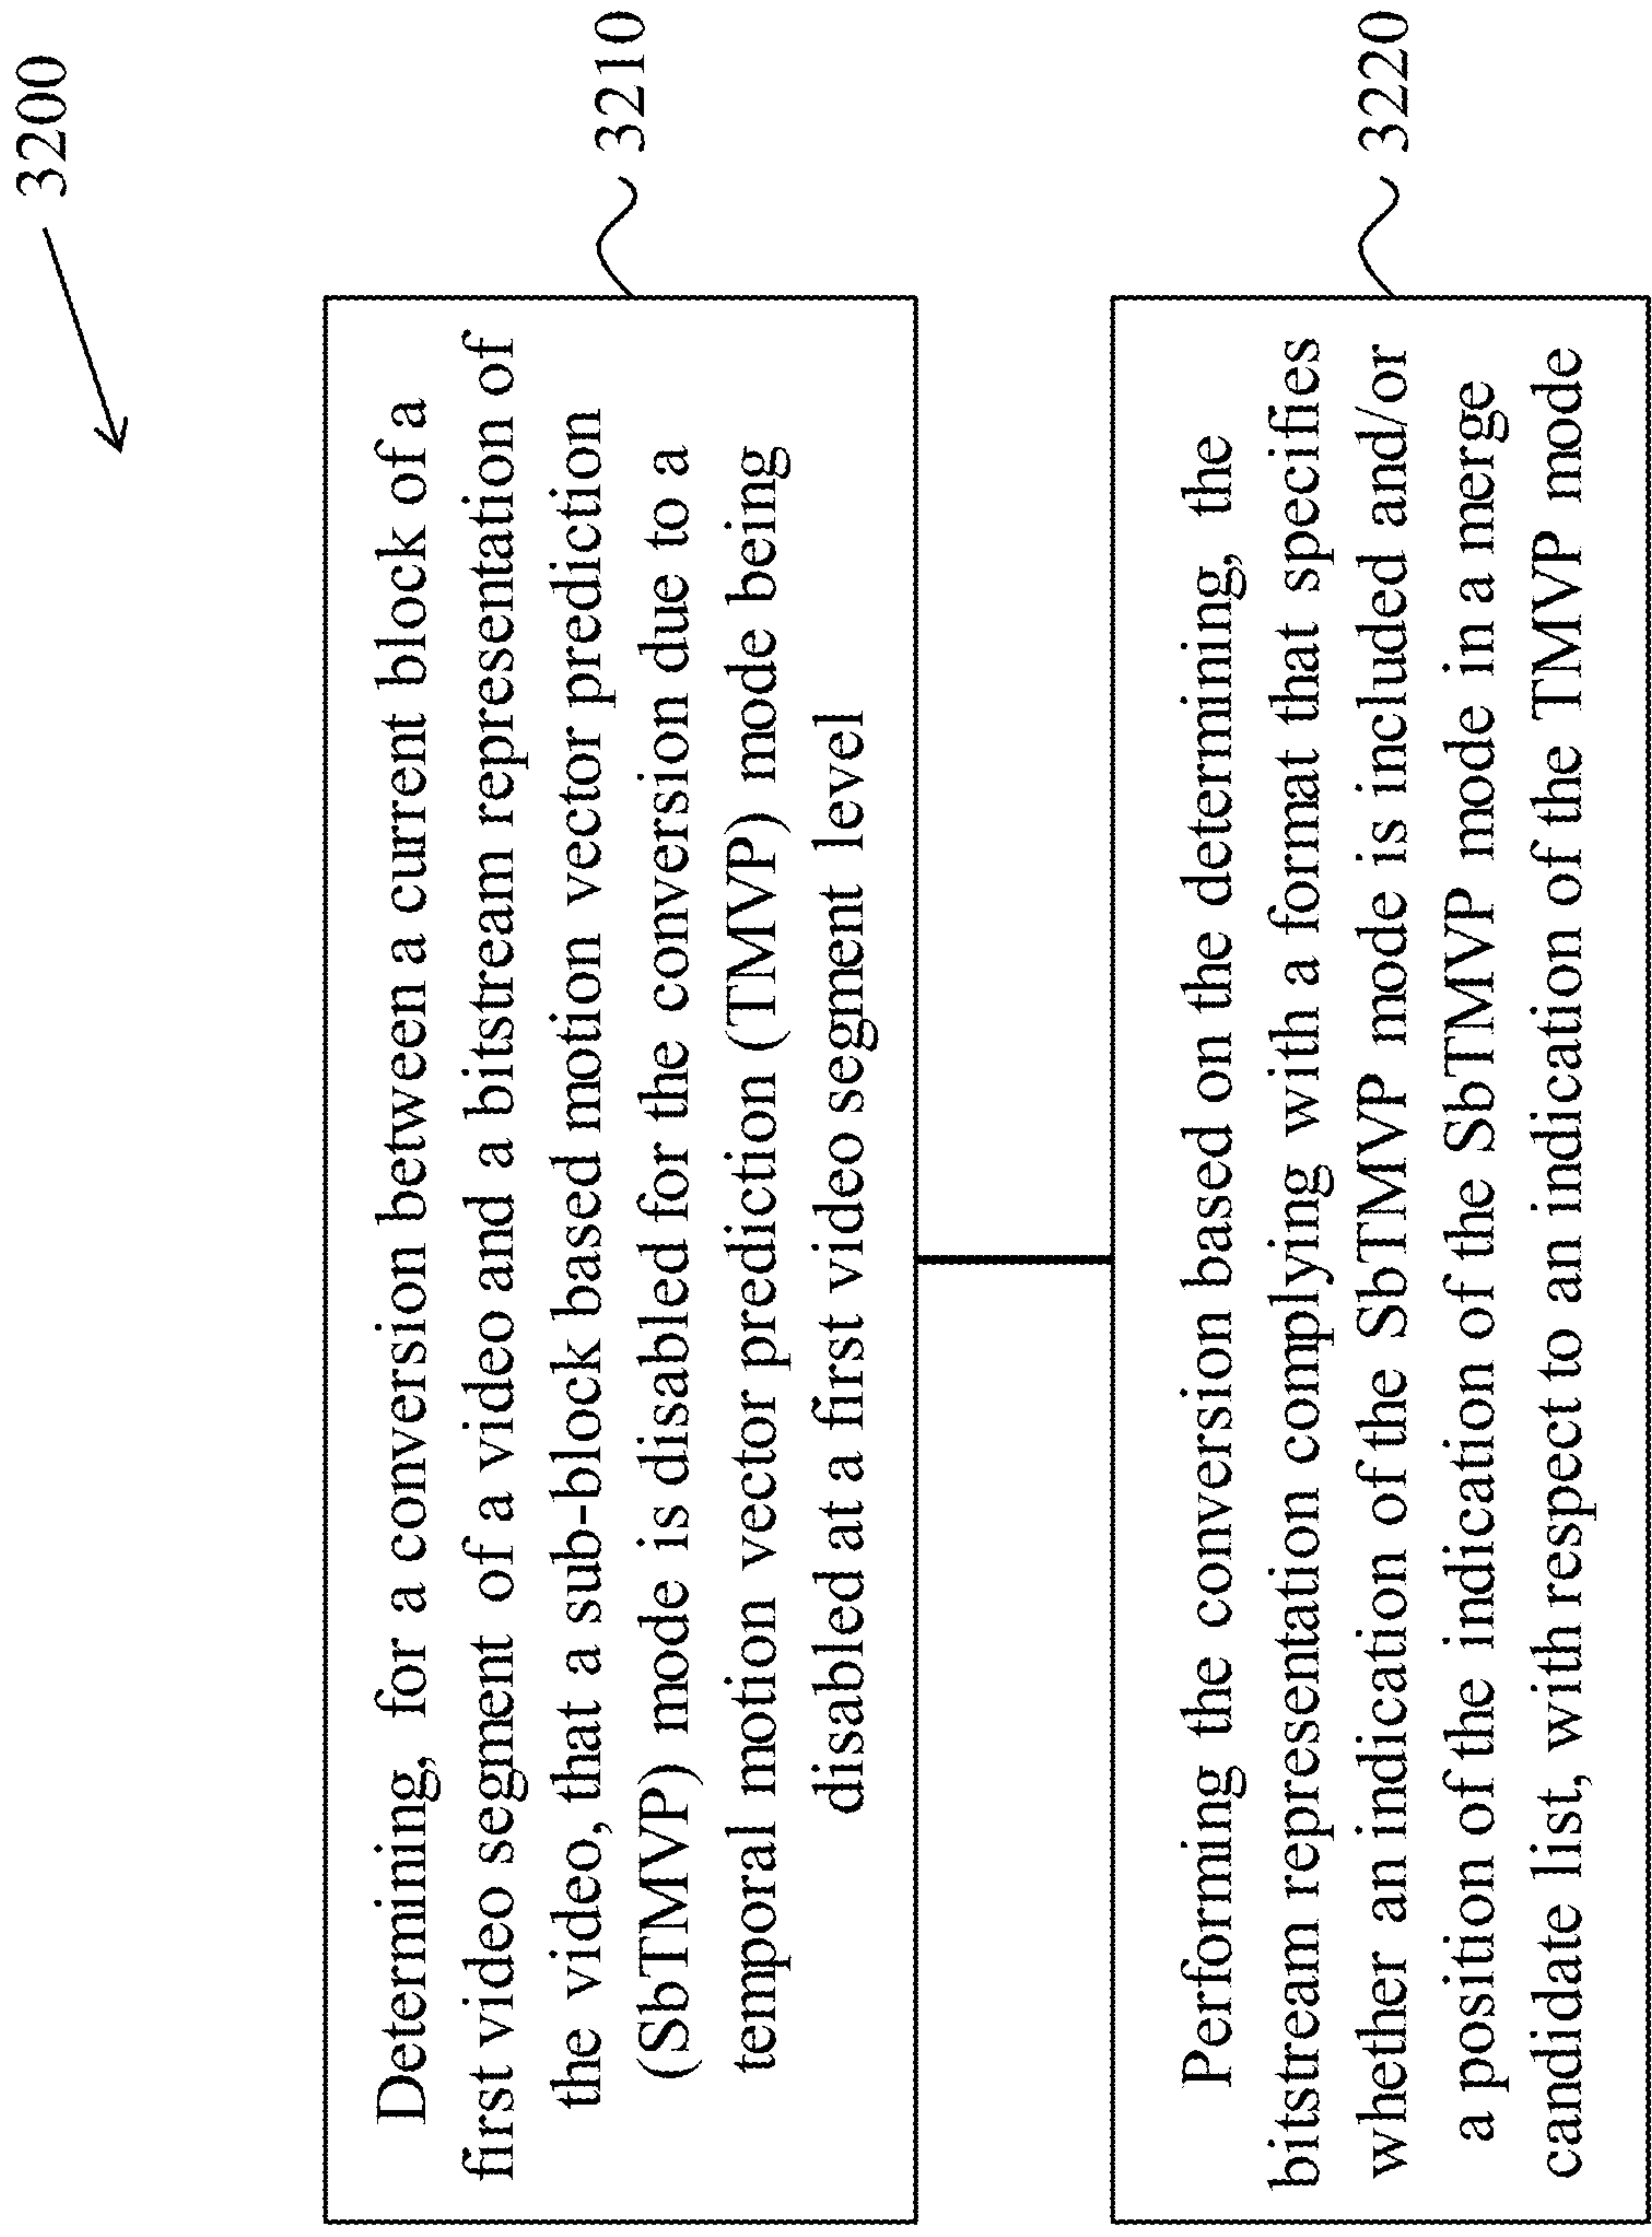 3200
Determining, for a conversion between a current block of a
first video segment of a video and a bitstream representation of
the video, that a sub-block based motion vector prediction
(SbTMVP) mode is disabled for the conversion due to a
temporal motion vector prediction (TMVP) mode being
disabled at a first video segment level
3210
Performing the conversion based on the determining, the
bitstream representation complying with a format that specifies
whether an indication of the SbTMVP mode is included and/or
a position of the indication of the SbTMVP mode in a merge
candidate list, with respect to an indication of the TMVP mode
3220